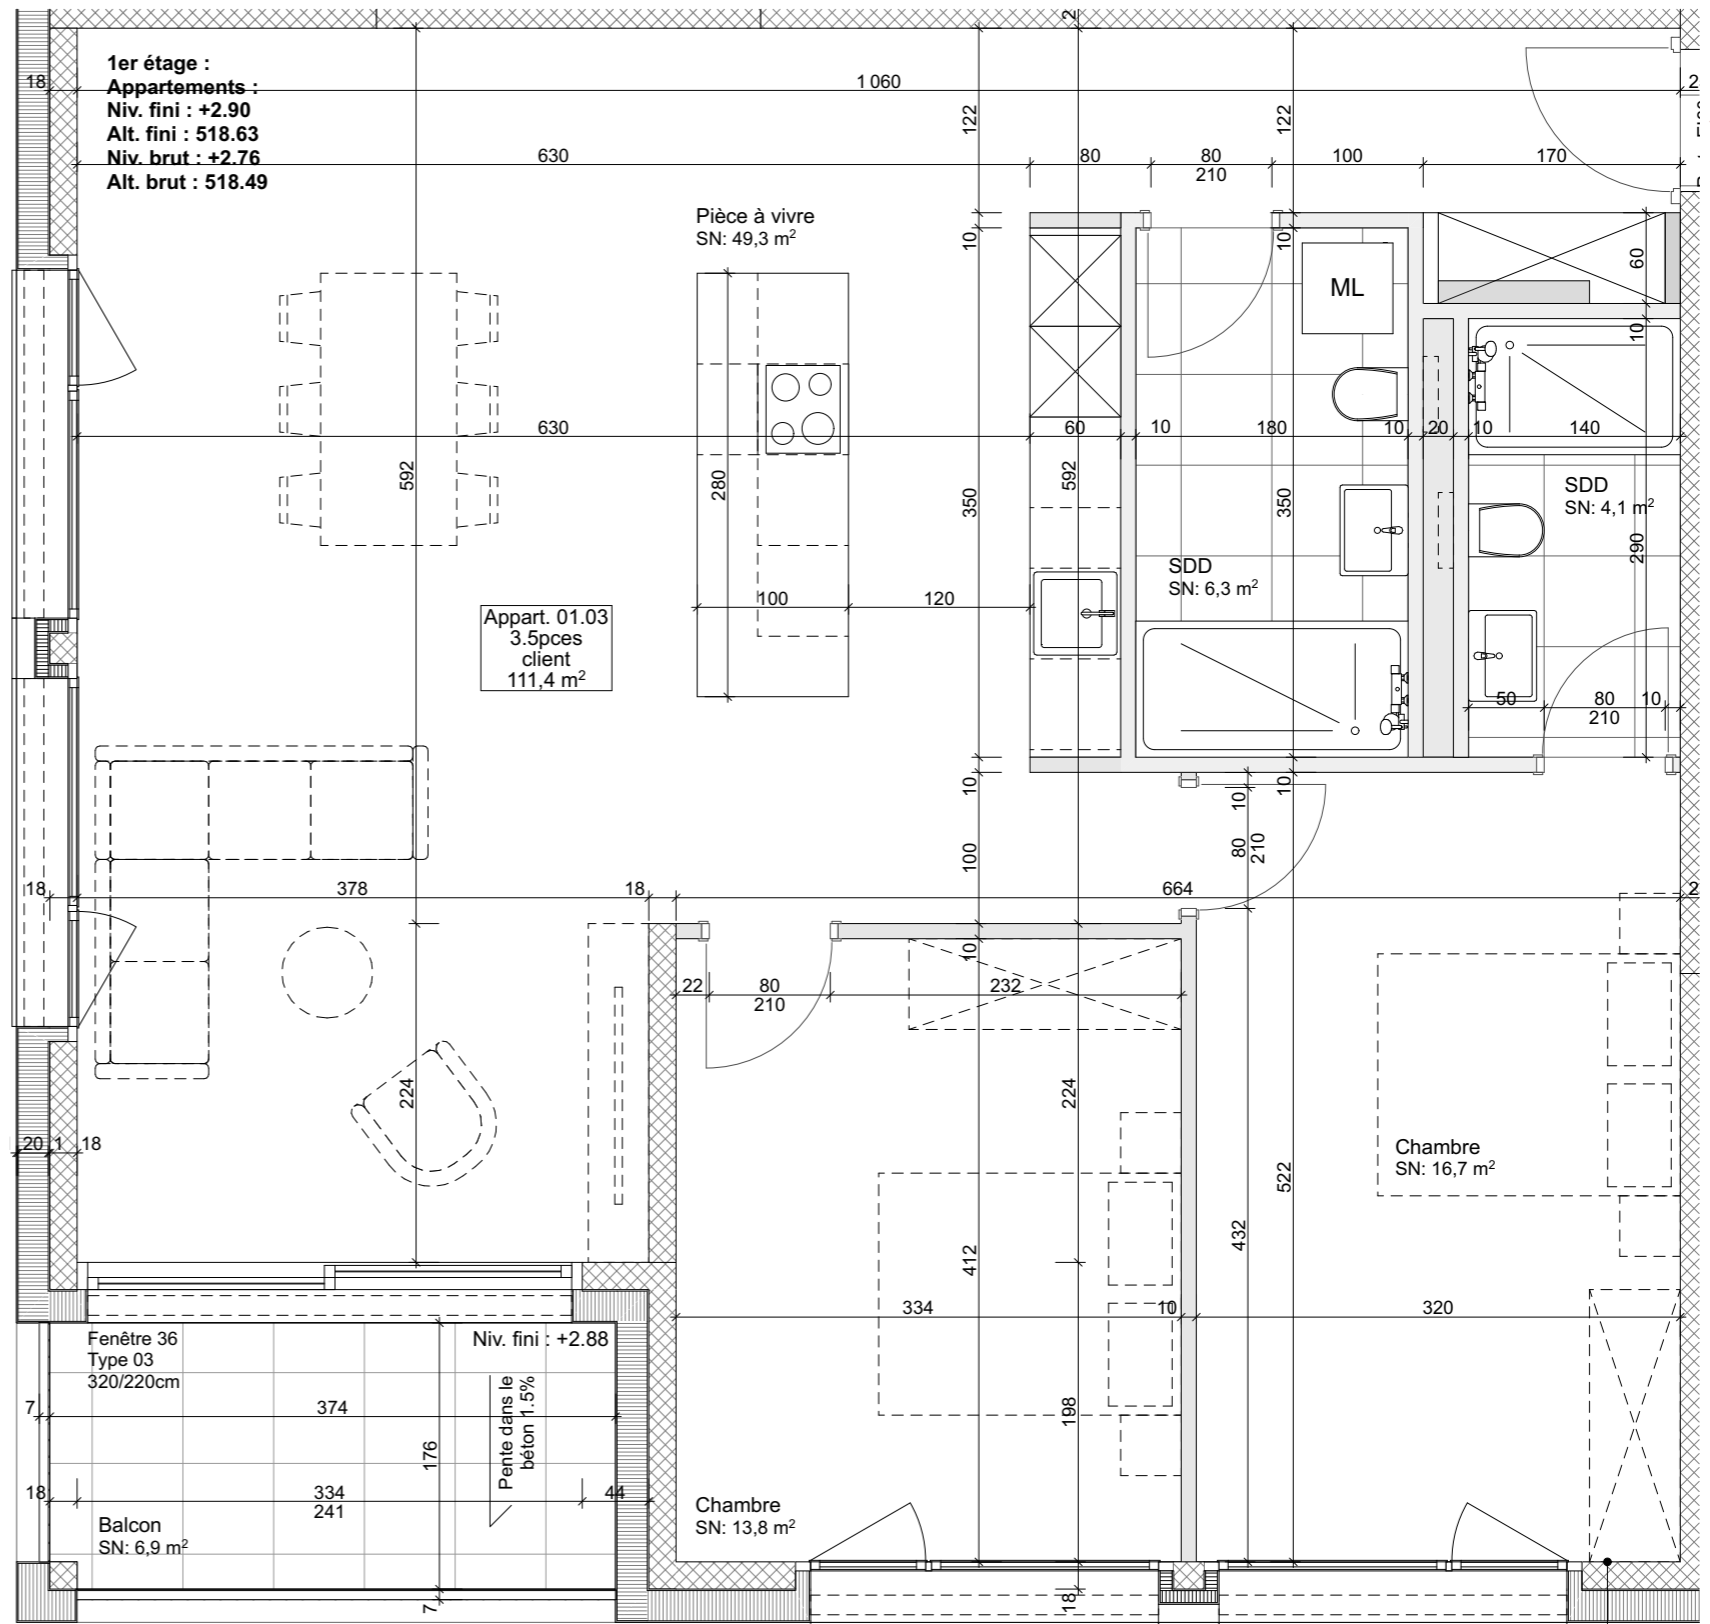 2
1er étage :
Appartements :
Niv. fini : +2.90
Alt. fini : 518.63
Niv. brut : +2.76
Alt. brut : 518.49
18
1 060
2
122
122
630
80
80
210
100
170
Pièce à vivre
SN: 49,3 m²
10
10
60
ML
10
630
60
10
180
10
20
10
140
592
280
350
592
350
SDD
SN: 4,1 m²
290
SDD
SN: 6,3 m²
100
120
Appart. 01.03
3.5pces
client
111,4 m²
50
80
210
10
10
10
10
100
80
210
18
378
18
664
2
10
22
80
210
232
224
224
20
1
18
Chambre
SN: 16,7 m²
522
432
412
334
10
320
Fenêtre 36
Type 03
320/220cm
Niv. fini : +2.88
Pente dans le
béton 1.5%
7
374
176
198
18
334
241
44
Balcon
SN: 6,9 m²
Chambre
SN: 13,8 m²
7
18